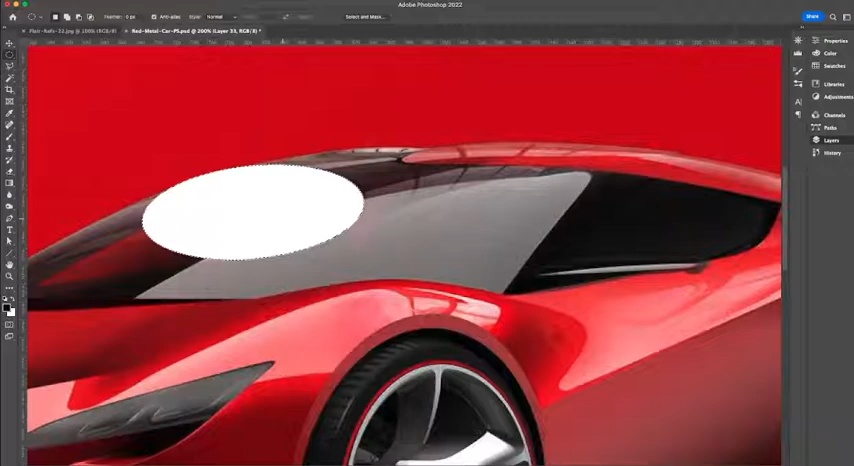 Adobe Photoshop 2022
Feather: 0 px Anti-alias Style: Normal Select and Mask... Share
Red-Metal-Car-PS.psd @ 200% (Layer 33, RGB/8) *
Properties
Color
Swatches
Libraries
Adjustments
Channels
Paths
Layers
History